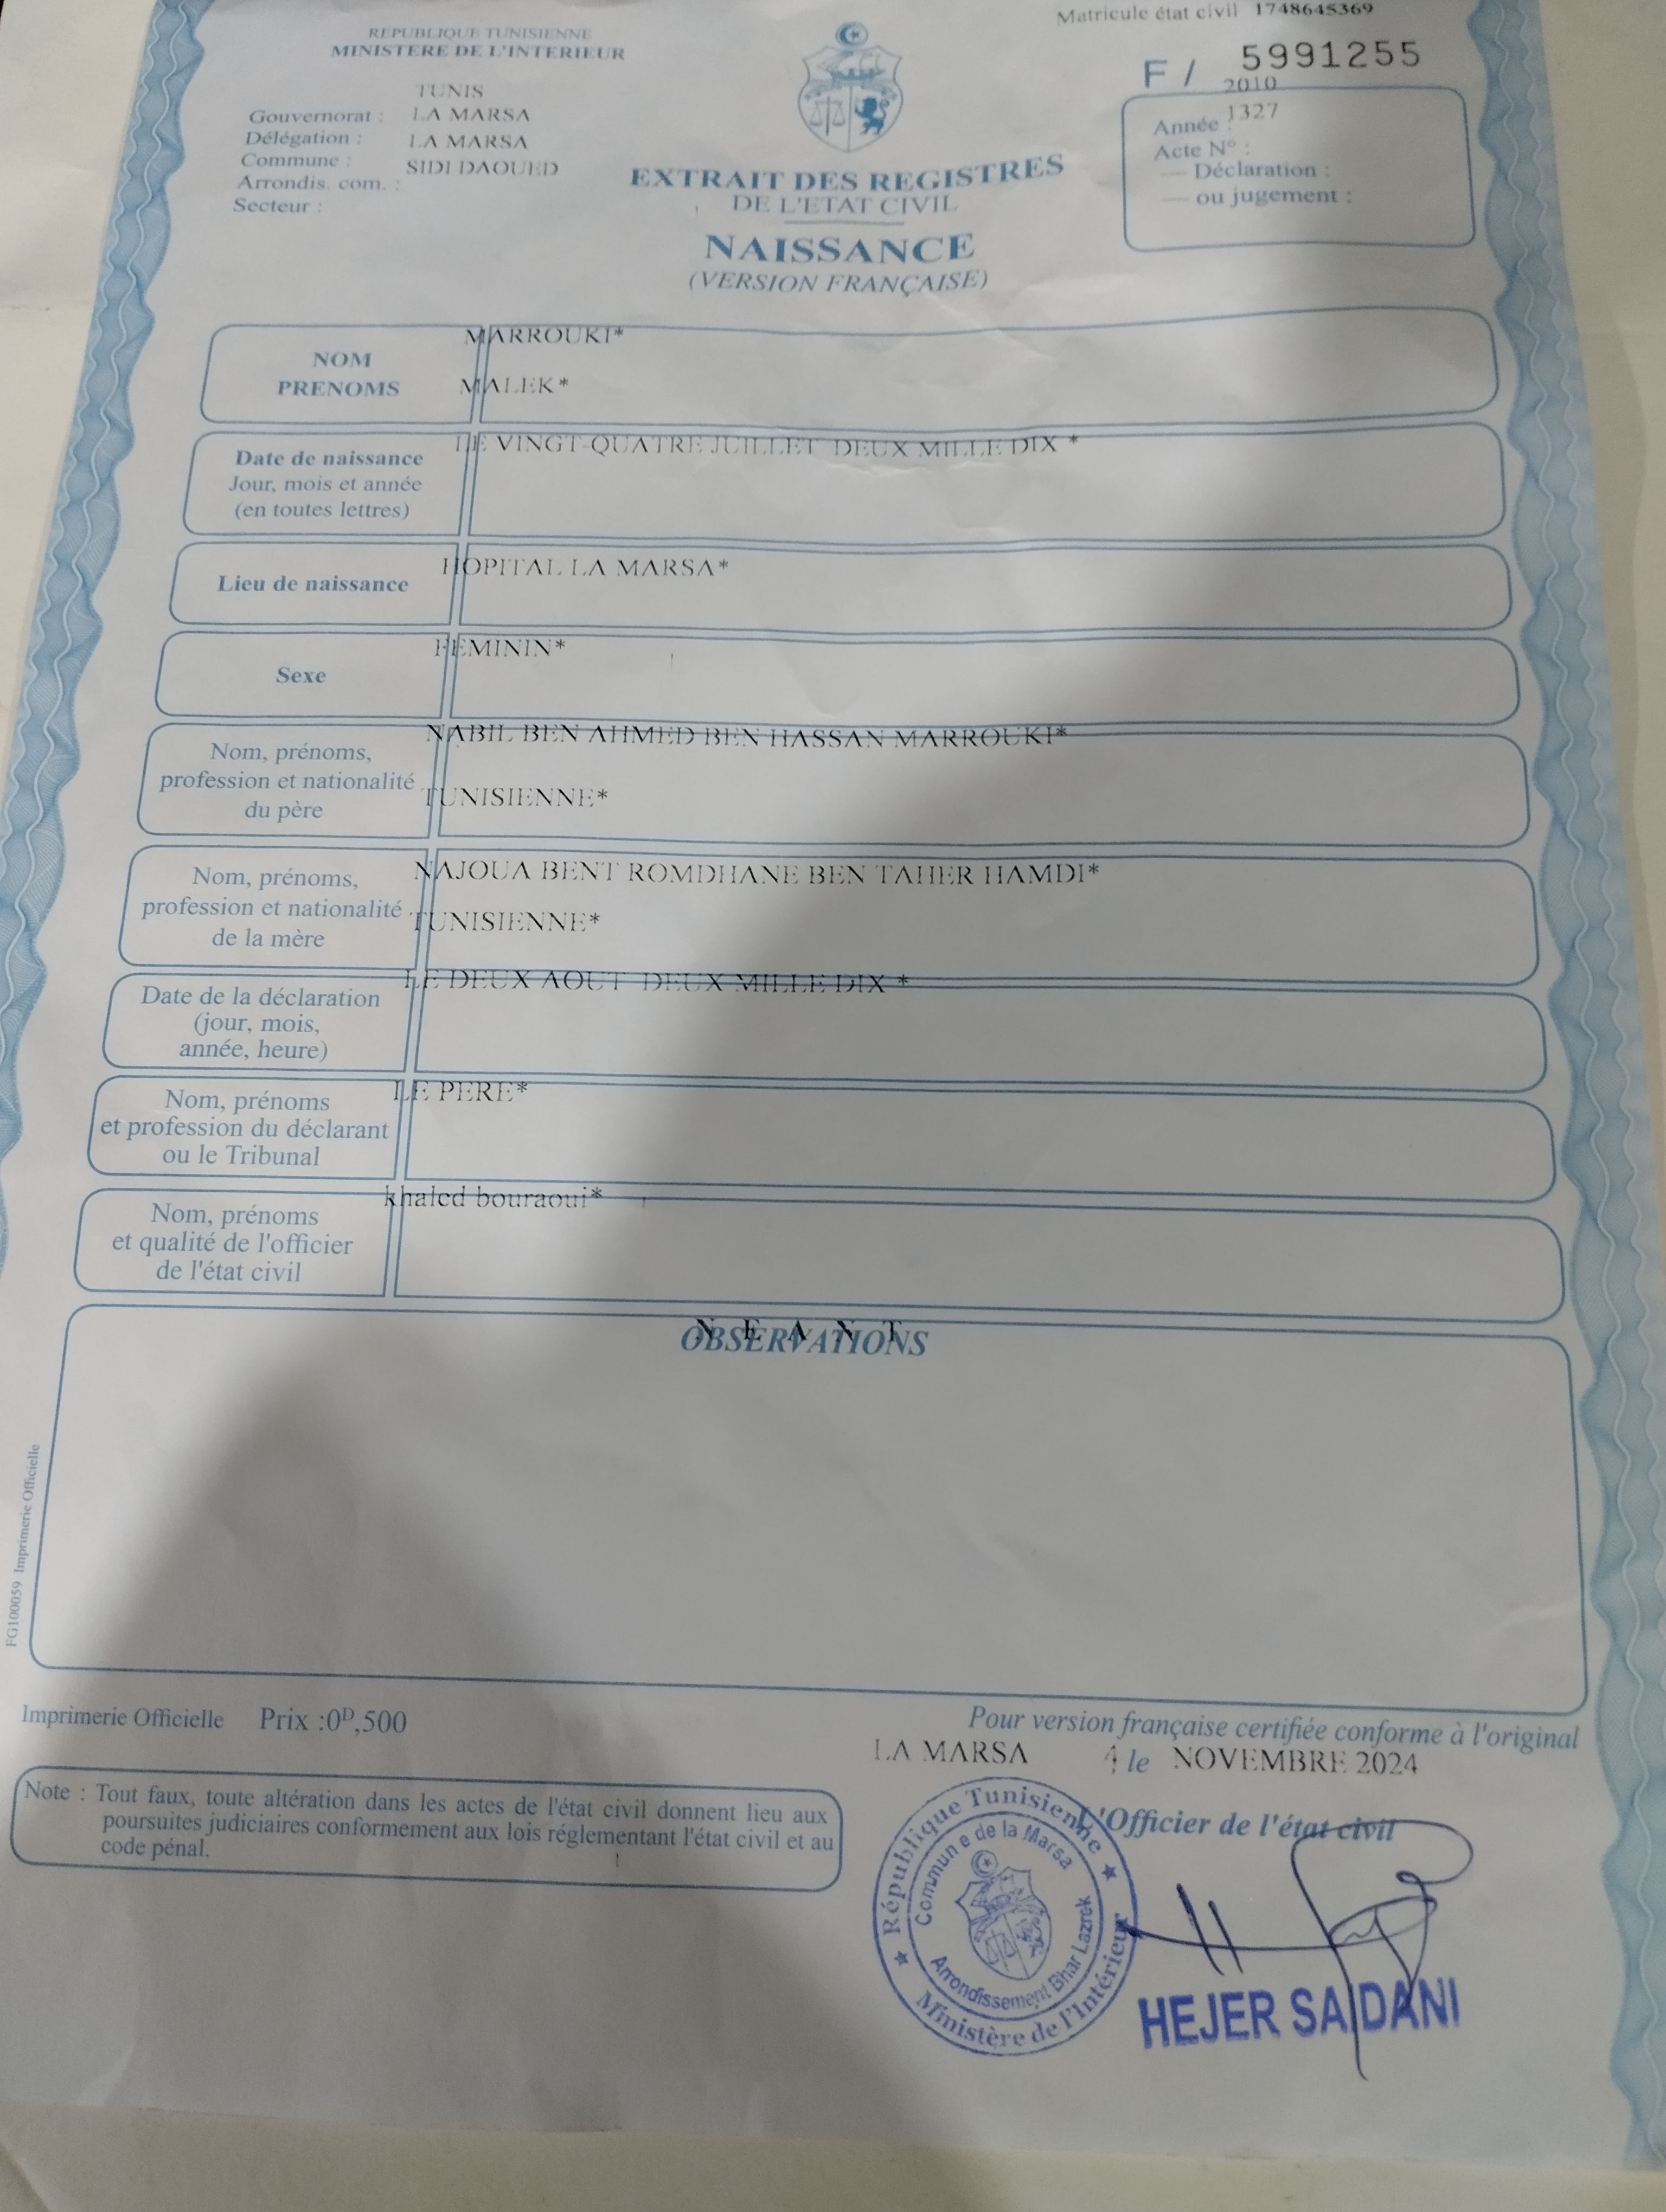 Matricule état civil 1748645369
REPUBLIQUE TUNISIENNE
MINISTERE DE L'INTERIEUR
F / 5991255
TUNIS
2010
Gouvernorat : LA MARSA
Année : 1327
Délégation : LA MARSA
Acte N° :
Commune : SIDI DAOUED
— Déclaration :
Arrondis. com. :
— ou jugement :
Secteur :
EXTRAIT DES REGISTRES
DE L'ETAT CIVIL
NAISSANCE
(VERSION FRANÇAISE)
MARROUKI*
NOM
PRENOMS MALEK*
LE VINGT-QUATRE JUILLET DEUX MILLE DIX *
Date de naissance
Jour, mois et année
(en toutes lettres)
HOPITAL LA MARSA*
Lieu de naissance
FEMININ*
Sexe
NABIL BEN AHMED BEN HASSAN MARROUKI*
Nom, prénoms,
profession et nationalité
TUNISIENNE*
du père
NAJOUA BENT ROMDHANE BEN TAHER HAMDI*
Nom, prénoms,
profession et nationalité
TUNISIENNE*
de la mère
LE DEUX AOUT DEUX MILLE DIX *
Date de la déclaration
(jour, mois,
année, heure)
LE PERE*
Nom, prénoms
et profession du déclarant
ou le Tribunal
khaled bouraoui*
Nom, prénoms
et qualité de l'officier
de l'état civil
N E A N T
OBSERVATIONS
FG100059 Imprimerie Officielle
Imprimerie Officielle Prix :0D,500
Pour version française certifiée conforme à l'original
LA MARSA 4 le NOVEMBRE 2024
Note : Tout faux, toute altération dans les actes de l'état civil donnent lieu aux
poursuites judiciaires conformement aux lois réglementant l'état civil et au
code pénal.
L'Officier de l'état civil
République Tunisienne
Commune de la Marsa
Arrondissement Bhar Lazrek
Ministère de l'Intérieur
HEJER SAIDANI